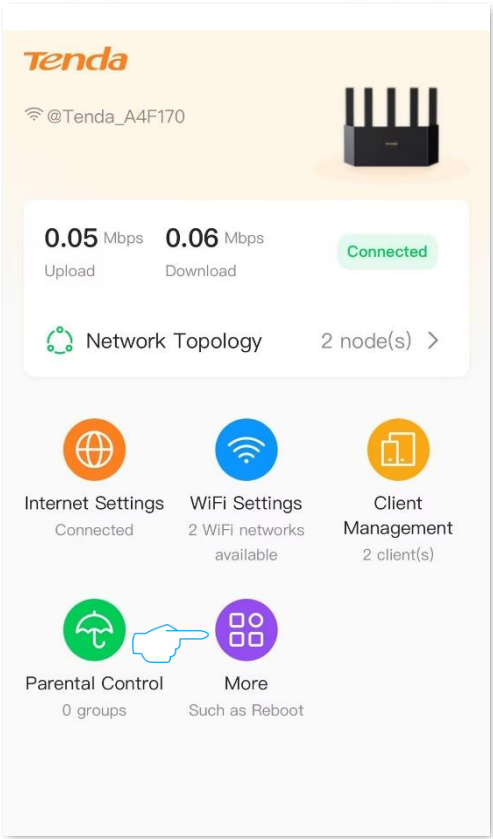 Tenda
@Tenda_A4F170
0.05 Mbps 0.06 Mbps
Connected
Upload Download
Network Topology 2 node(s)
Internet Settings WiFi Settings Client
Management
Connected 2 WiFi networks
available 2 client(s)
Parental Control More
0 groups Such as Reboot